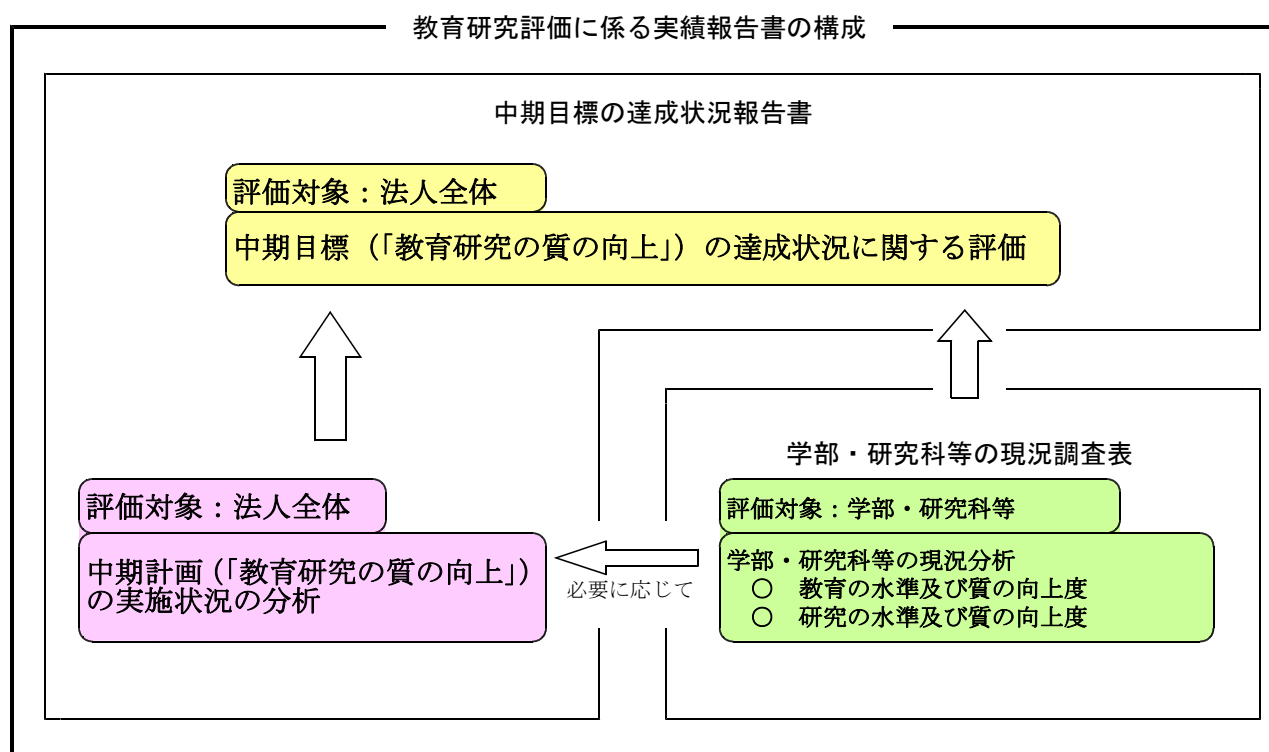 教育研究評価に係る実績報告書の構成
中期目標の達成状況報告書
評価対象：法人全体
中期目標（「教育研究の質の向上」）の達成状況に関する評価
学部・研究科等の現況調査表
評価対象：法人全体
中期計画（「教育研究の質の向上」）
の実施状況の分析
必要に応じて
評価対象：学部・研究科等
学部・研究科等の現況分析
○　教育の水準及び質の向上度
○　研究の水準及び質の向上度